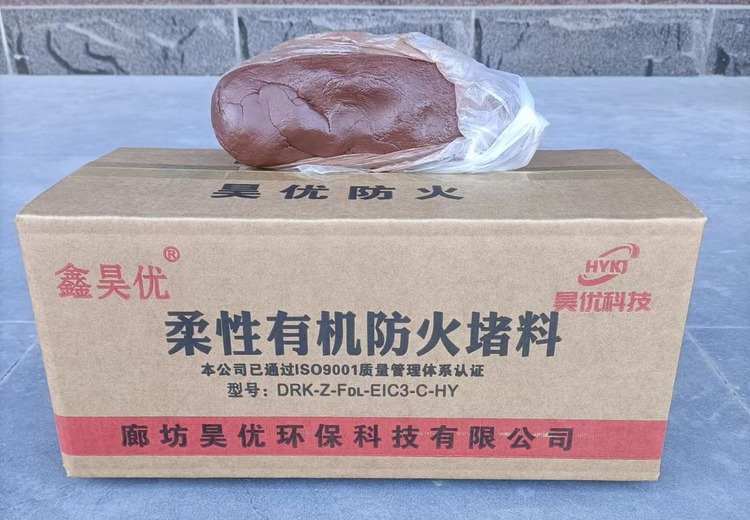 昊优防火
鑫昊优®
HYKJ
昊优科技
柔性有机防火堵料
本公司已通过ISO9001质量管理体系认证
型号：DRK-Z-FDL-EIC3-C-HY
廊坊昊优环保科技有限公司